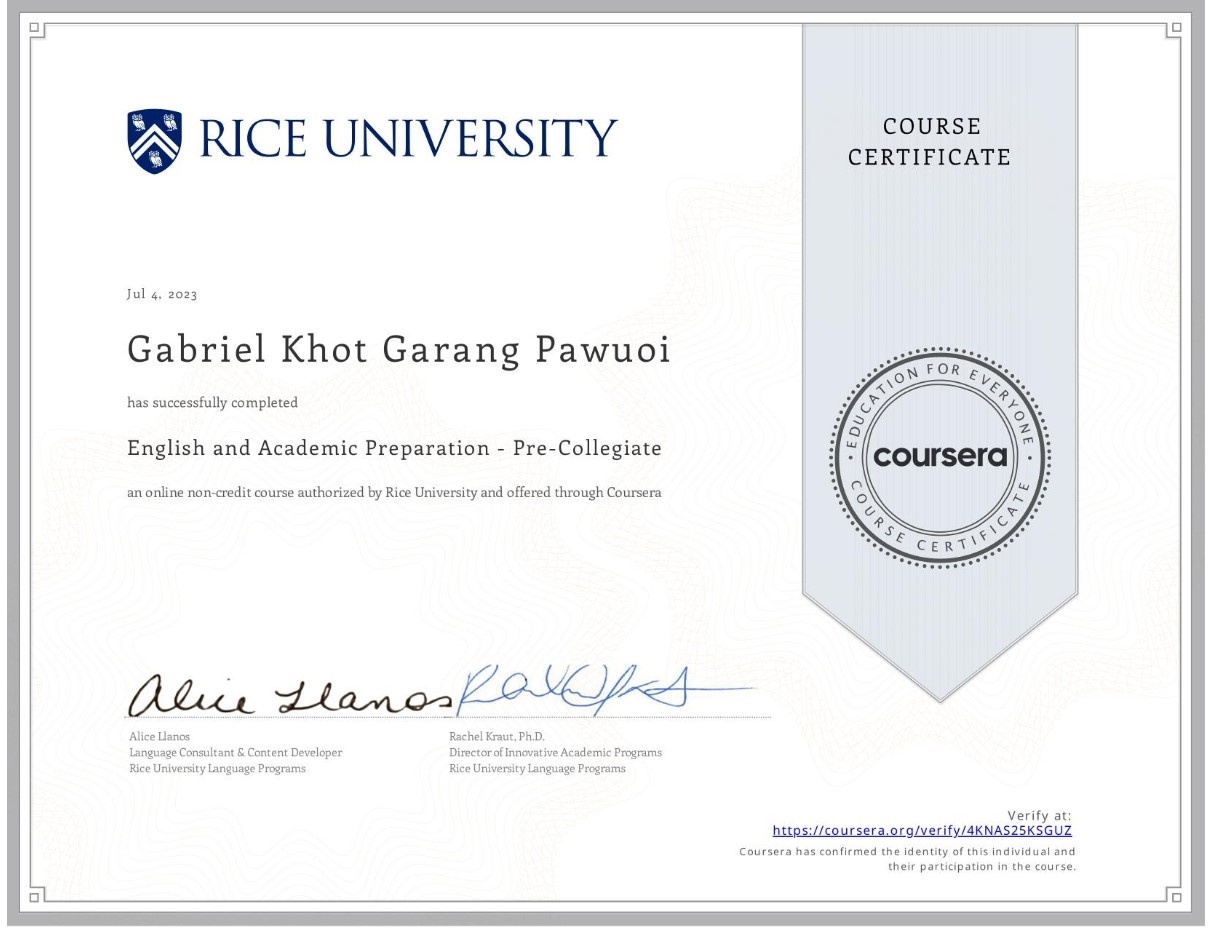 RICE UNIVERSITY
COURSE
CERTIFICATE
Jul 4, 2023
Gabriel Khot Garang Pawuoi
has successfully completed
English and Academic Preparation - Pre-Collegiate
an online non-credit course authorized by Rice University and offered through Coursera
EDUCATION FOR EVERYONE
coursera
COURSE CERTIFICATE
Alice Llanos
Alice Llanos
Language Consultant & Content Developer
Rice University Language Programs
Rachel Kraut, Ph.D.
Director of Innovative Academic Programs
Rice University Language Programs
Verify at:
https://coursera.org/verify/4KNAS25KSGUZ
Coursera has confirmed the identity of this individual and
their participation in the course.